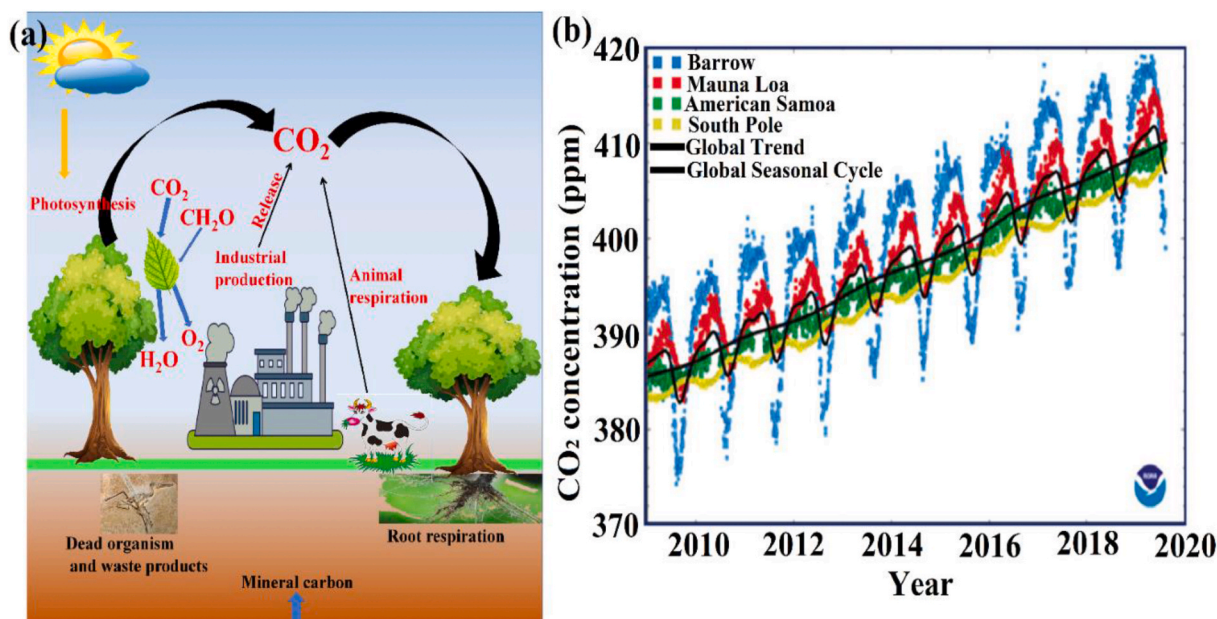 (a)
CO₂
Photosynthesis
CO₂
CH₂O
Release
Industrial
production
Animal
respiration
O₂
H₂O
Dead organism
and waste products
Root respiration
Mineral carbon
(b)
Barrow
Mauna Loa
American Samoa
South Pole
Global Trend
Global Seasonal Cycle
CO₂ concentration (ppm)
420
410
400
390
380
370
2010 2012 2014 2016 2018 2020
Year